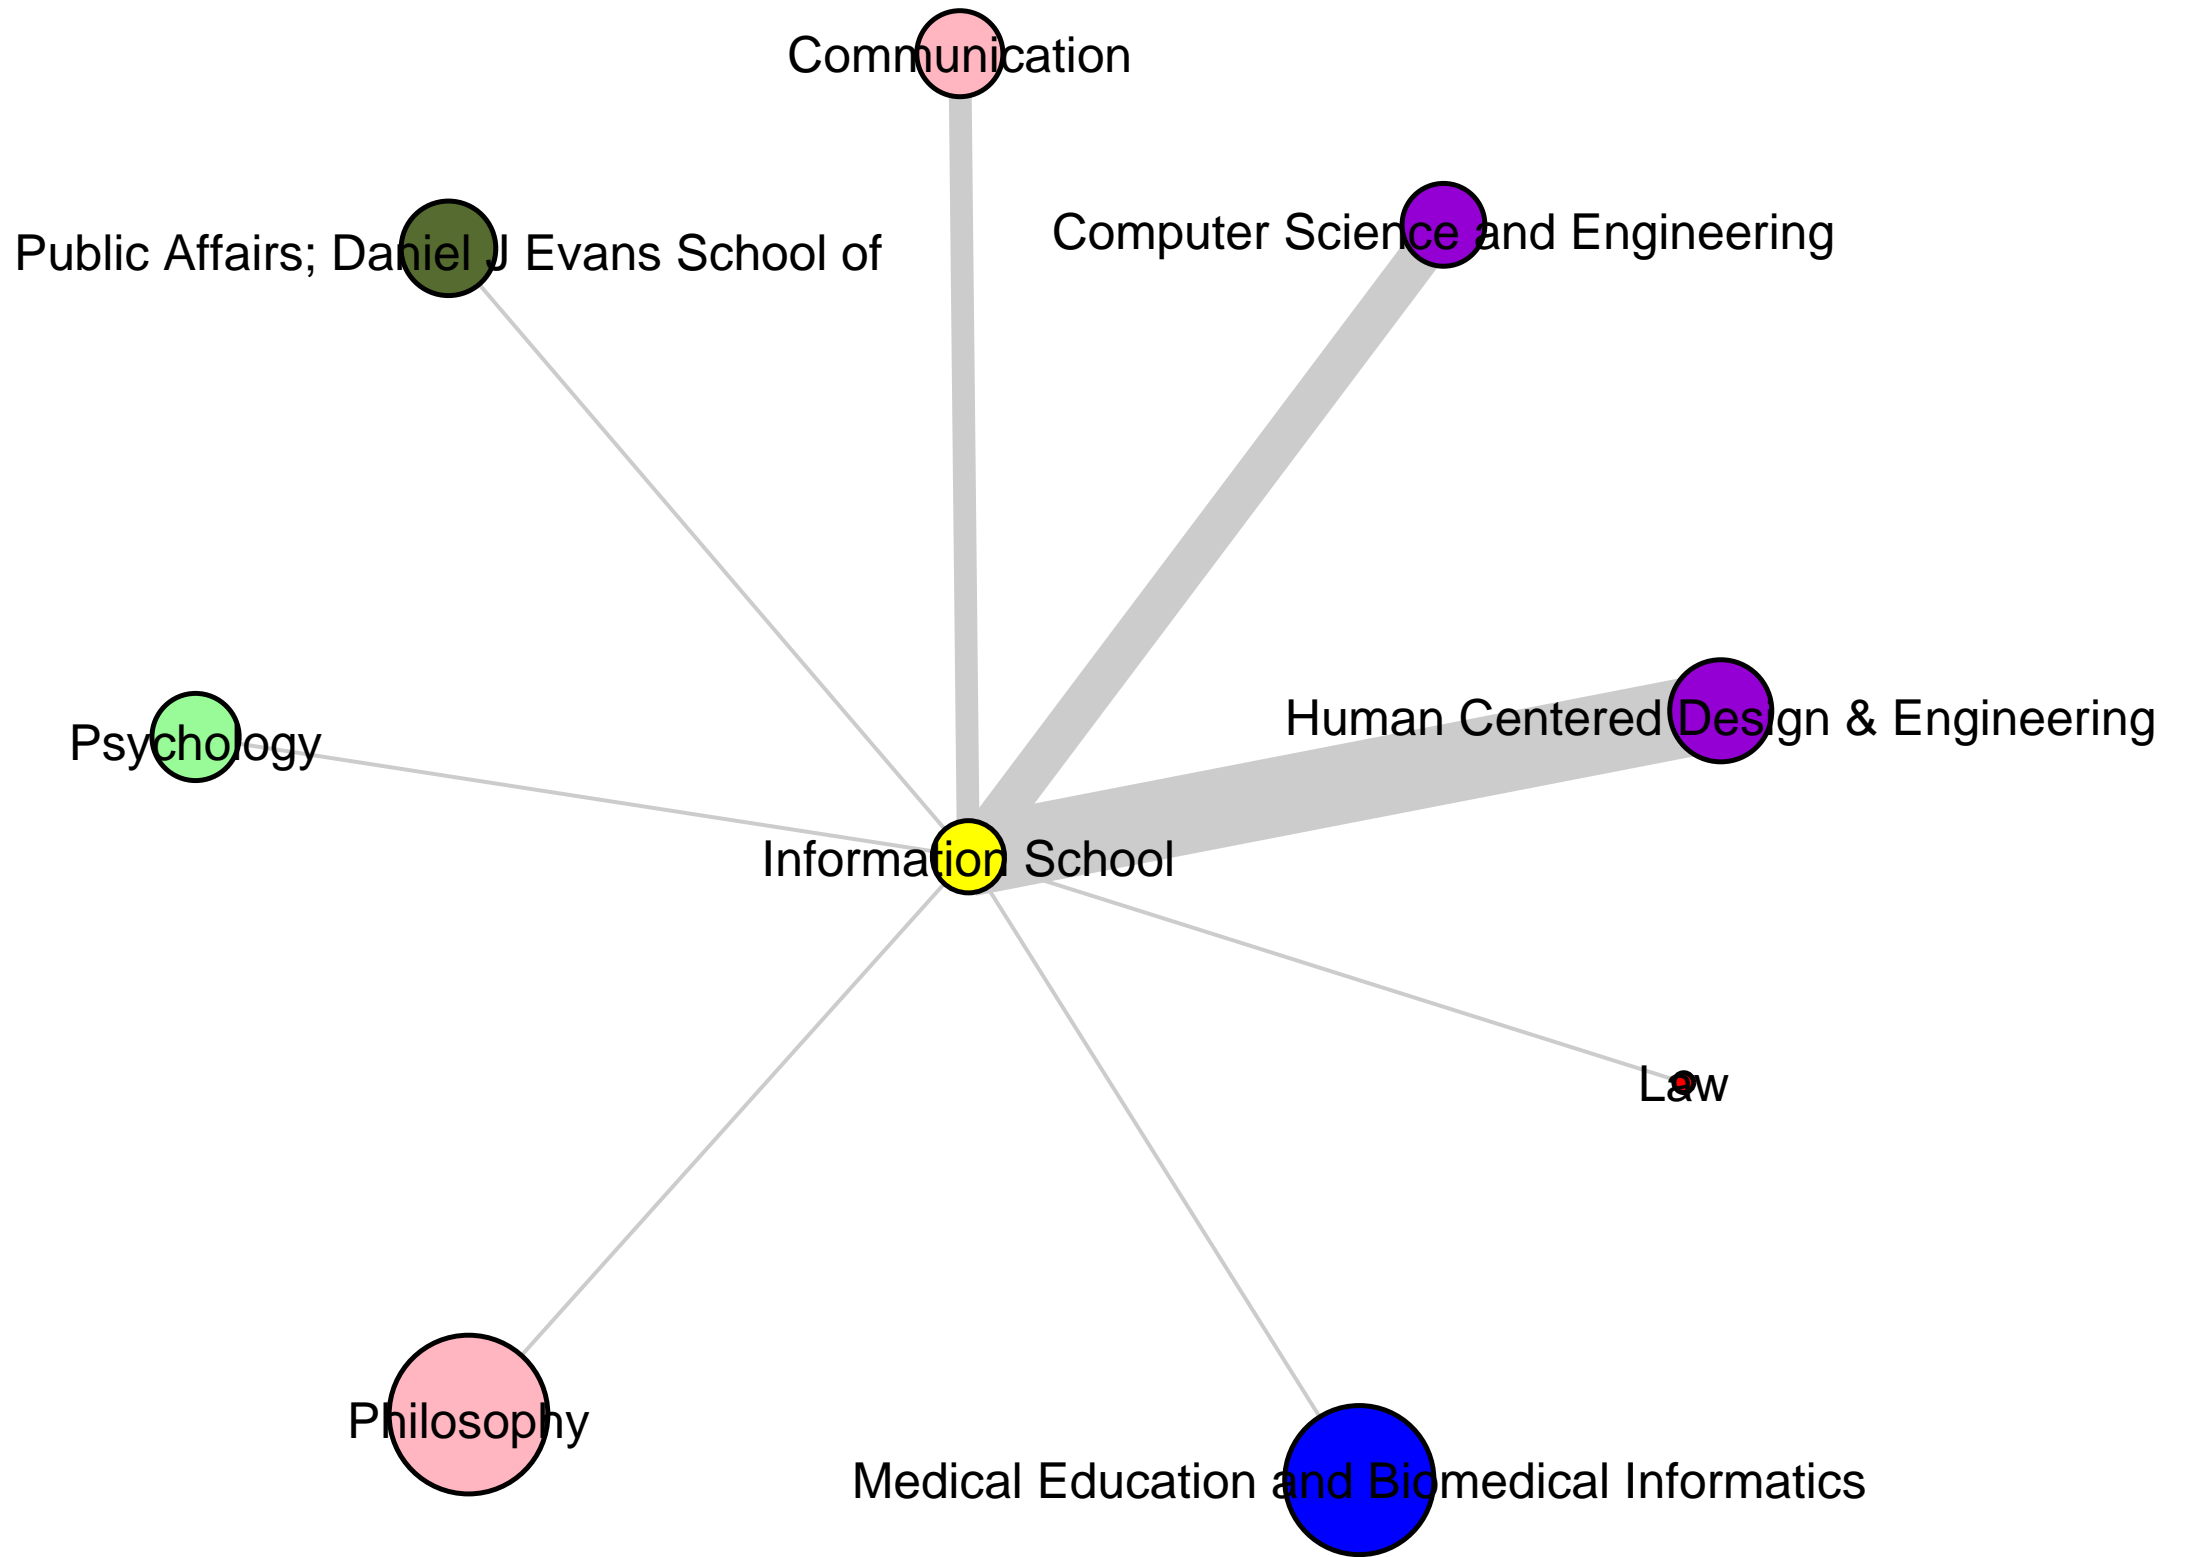 Communication
Computer Science and Engineering
Public Affairs; Daniel J Evans School of
Human Centered Design & Engineering
Psychology
Information School
Law
Philosophy
Medical Education and Biomedical Informatics